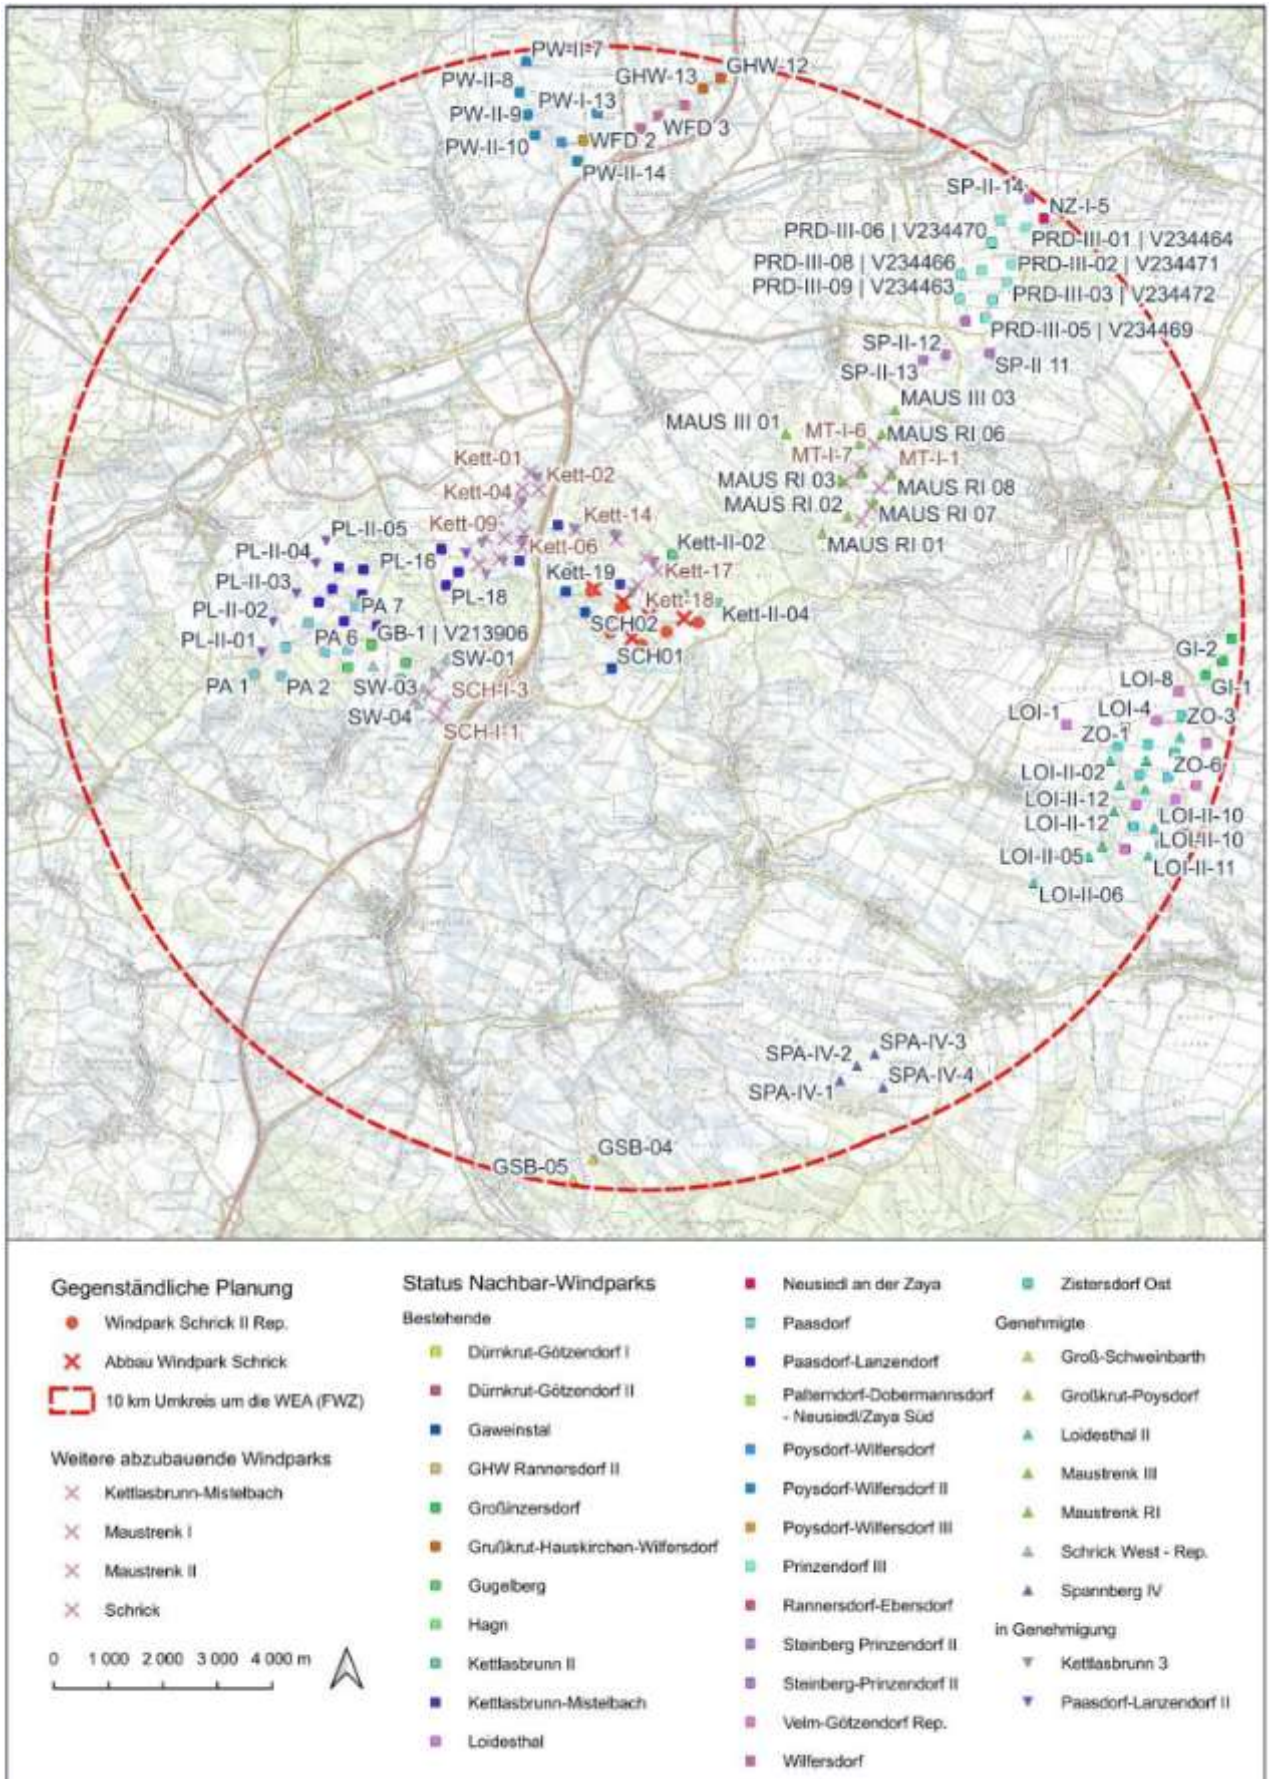 PW-II-7
GHW-12
PW-II-8
GHW-13
PW-I-13
PW-II-9
WFD 3
WFD 2
PW-II-10
PW-II-14
SP-II-14
NZ-I-5
PRD-III-06 | V234470
PRD-III-01 | V234464
PRD-III-08 | V234466
PRD-III-02 | V234471
PRD-III-09 | V234463
PRD-III-03 | V234472
PRD-III-05 | V234469
SP-II-12
SP-II-13
SP-II 11
MAUS III 03
MAUS III 01
MT-I-6
MAUS RI 06
MT-I-7
MT-I-1
MAUS RI 03
MAUS RI 08
MAUS RI 02
MAUS RI 07
MAUS RI 01
Kett-01
Kett-02
Kett-04
Kett-09
Kett-14
Kett-06
Kett-II-02
PL-II-05
PL-II-04
PL-16
Kett-19
Kett-17
PL-II-03
PA 7
PL-18
Kett-18
Kett-II-04
PL-II-02
SCH02
PL-II-01
PA 6
GB-1 | V213906
SCH01
SW-01
PA 1
PA 2
SW-03
SCH-I-3
SW-04
SCH-I-1
GI-2
GI-1
LOI-8
LOI-1
LOI-4
ZO-3
ZO-1
ZO-6
LOI-II-02
LOI-II-12
LOI-II-10
LOI-II-12
LOI-II-10
LOI-II-05
LOI-II-11
LOI-II-06
SPA-IV-3
SPA-IV-2
SPA-IV-4
SPA-IV-1
GSB-04
GSB-05
Gegenständliche Planung
Windpark Schrick II Rep.
Abbau Windpark Schrick
10 km Umkreis um die WEA (FWZ)
Weitere abzubauende Windparks
Kettlasbrunn-Mistelbach
Maustrenk I
Maustrenk II
Schrick
0 1 000 2 000 3 000 4 000 m
Status Nachbar-Windparks
Bestehende
Dürnkrut-Götzendorf I
Dürnkrut-Götzendorf II
Gaweinstal
GHW Rannersdorf II
Großinzersdorf
Grußkrut-Hauskirchen-Wilfersdorf
Gugelberg
Hagn
Kettlasbrunn II
Kettlasbrunn-Mistelbach
Loidesthal
Neusiedl an der Zaya
Paasdorf
Paasdorf-Lanzendorf
Palterndorf-Dobermannsdorf
- Neusiedl/Zaya Süd
Poysdorf-Wilfersdorf
Poysdorf-Wilfersdorf II
Poysdorf-Wilfersdorf III
Prinzendorf III
Rannersdorf-Ebersdorf
Steinberg Prinzendorf II
Steinberg-Prinzendorf II
Velm-Götzendorf Rep.
Wilfersdorf
Zistersdorf Ost
Genehmigte
Groß-Schweinbarth
Großkrut-Poysdorf
Loidesthal II
Maustrenk III
Maustrenk RI
Schrick West - Rep.
Spannberg IV
in Genehmigung
Kettlasbrunn 3
Paasdorf-Lanzendorf II